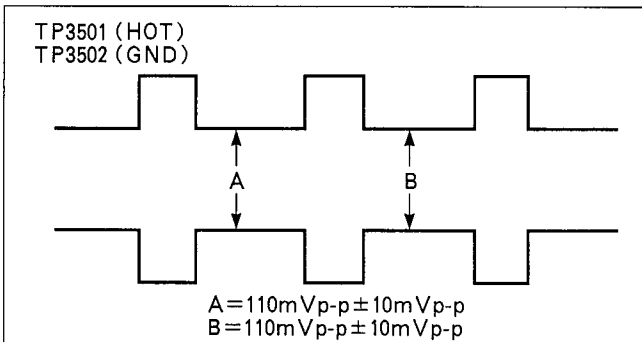 TP3501 (HOT)
TP3502 (GND)
A
B
A=110mVp-p±10mVp-p
B=110mVp-p±10mVp-p